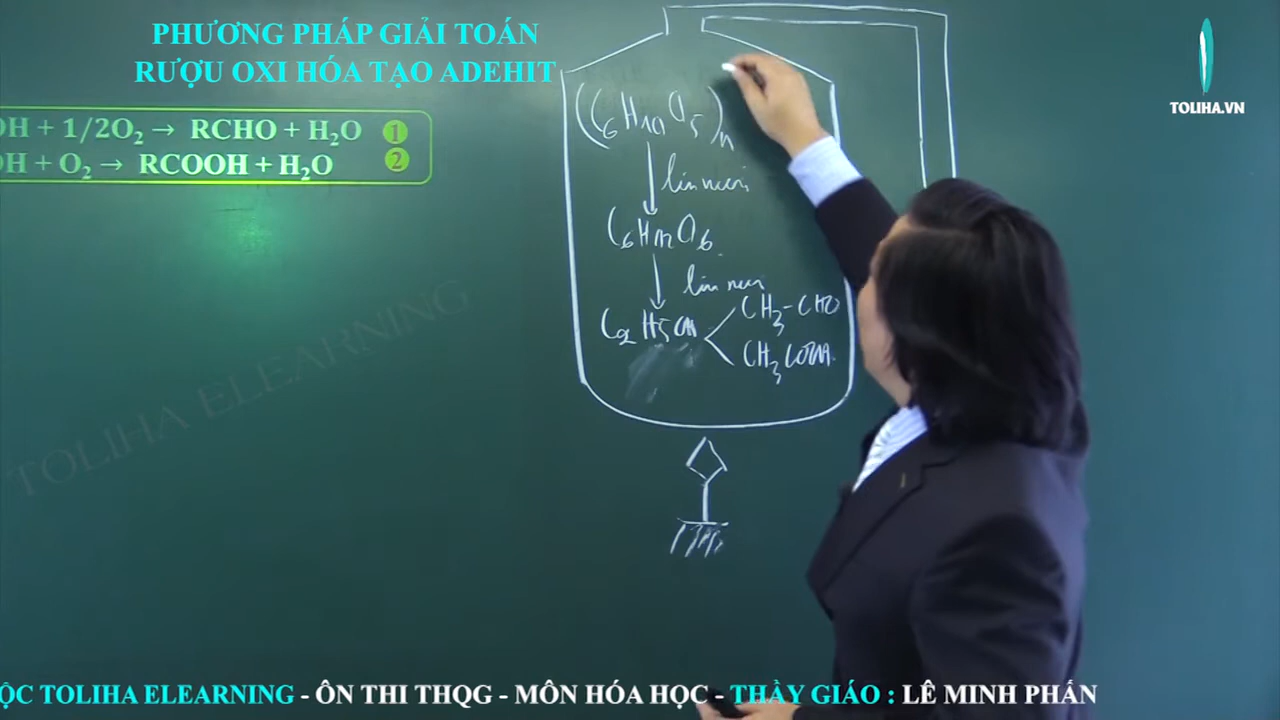 PHƯƠNG PHÁP GIẢI TOÁN
RƯỢU OXI HÓA TẠO ADEHIT
TOLIHA.VN
OH + 1/2O₂ → RCHO + H₂O 1
OH + O₂ → RCOOH + H₂O 2
(C₆H₁₀O₅)n
↓ lên men
C₆H₁₂O₆
↓ lên men
C₂H₅OH
CH₃-CHO
CH₃COOH
TOLIHA ELEARNING
ỘC TOLIHA ELEARNING - ÔN THI THQG - MÔN HÓA HỌC - THẦY GIÁO : LÊ MINH PHẤN